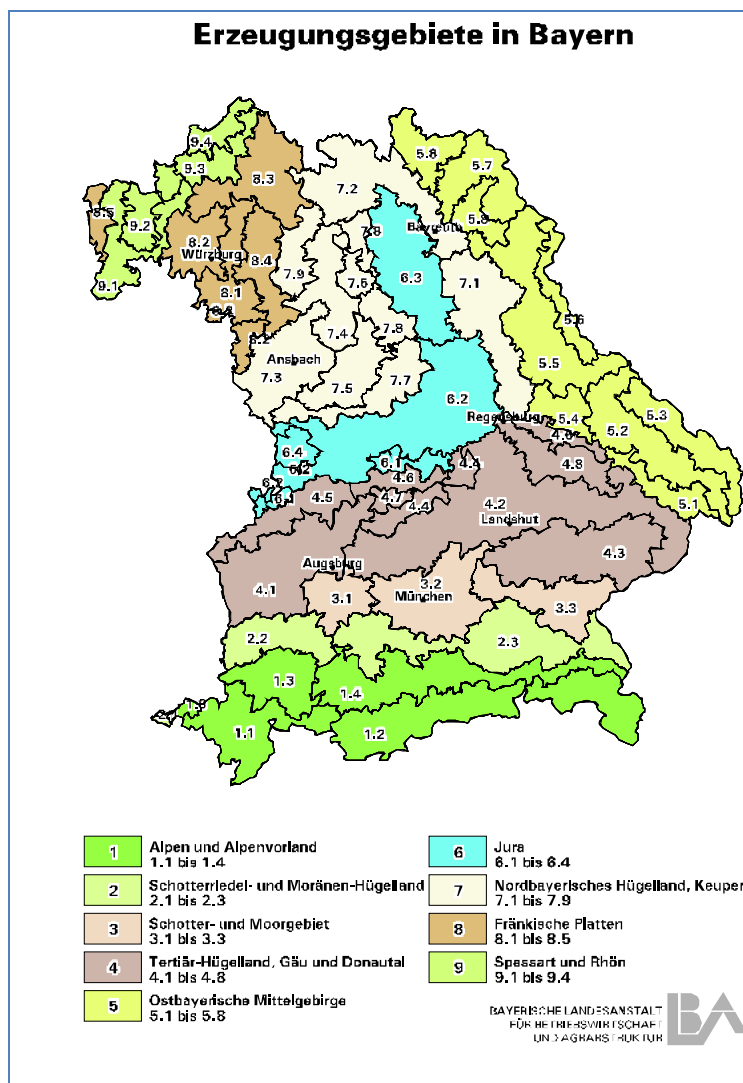 Erzeugungsgebiete in Bayern
9.4
5.8
5.7
9.3
8.3
7.2
8.5
9.2
5.8
7.8
Bayreuth
8.2
Würzburg
8.4
7.9
7.6
6.3
7.1
9.1
8.1
8.2
7.4
7.8
5.6
Ansbach
7.3
7.5
7.7
5.5
6.2
5.4
5.3
5.2
Regensburg
6.4
6.1
4.4
4.8
4.6
4.5
4.7
4.4
4.2
5.1
Landshut
Augsburg
4.3
4.1
3.1
3.2
München
3.3
2.2
2.3
1.3
1.4
1.1
1.2
1 Alpen und Alpenvorland
1.1 bis 1.4
2 Schotterriedel- und Moränen-Hügelland
2.1 bis 2.3
3 Schotter- und Moorgebiet
3.1 bis 3.3
4 Tertiär-Hügelland, Gäu und Donautal
4.1 bis 4.8
5 Ostbayerische Mittelgebirge
5.1 bis 5.8
6 Jura
6.1 bis 6.4
7 Nordbayerisches Hügelland, Keuper
7.1 bis 7.9
8 Fränkische Platten
8.1 bis 8.5
9 Spessart und Rhön
9.1 bis 9.4
BAYERISCHE LANDESANSTALT
FÜR BETRIEBSWIRTSCHAFT
UND AGRARSTRUKTUR
LBA